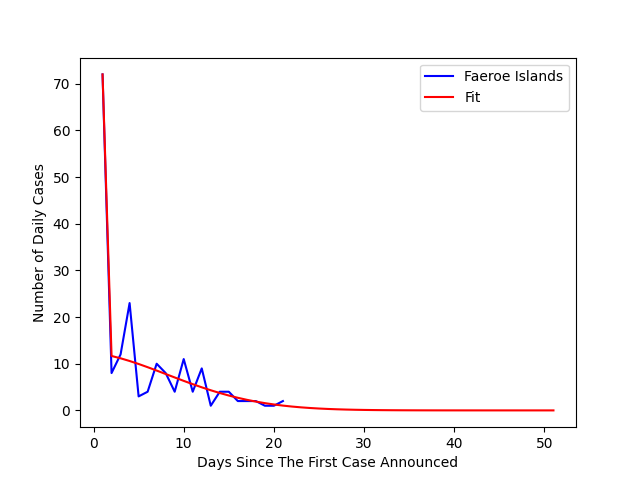 Faeroe Islands
Fit
70
60
50
40
30
20
10
0
Number of Daily Cases
0 10 20 30 40 50
Days Since The First Case Announced